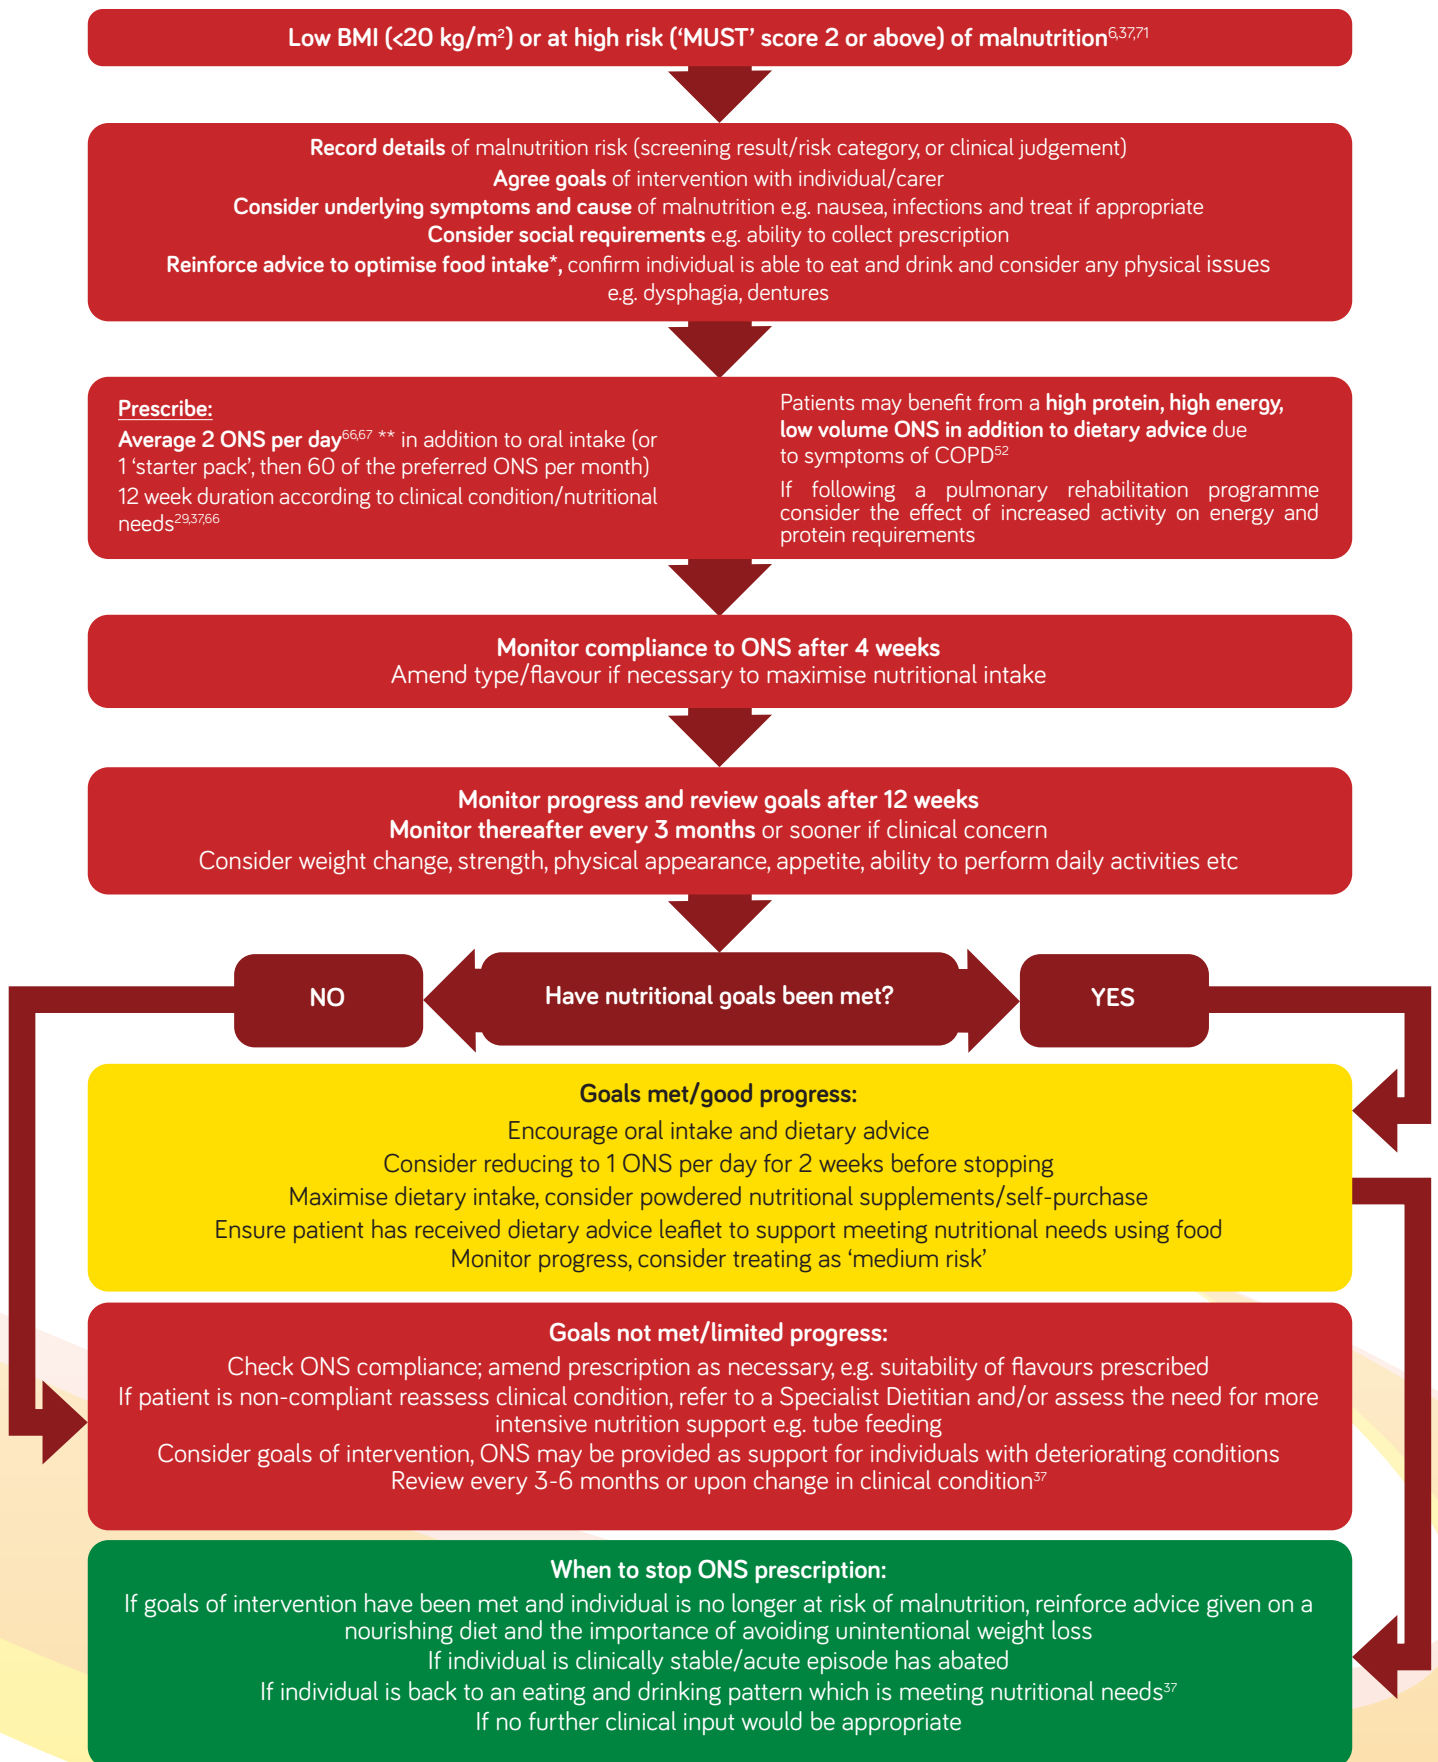 Low BMI (<20 kg/m²) or at high risk (‘MUST’ score 2 or above) of malnutrition6,37,71
Record details of malnutrition risk (screening result/risk category, or clinical judgement)
Agree goals of intervention with individual/carer
Consider underlying symptoms and cause of malnutrition e.g. nausea, infections and treat if appropriate
Consider social requirements e.g. ability to collect prescription
Reinforce advice to optimise food intake*, confirm individual is able to eat and drink and consider any physical issues
e.g. dysphagia, dentures
Prescribe:
Average 2 ONS per day66,67 ** in addition to oral intake (or
1 ‘starter pack’, then 60 of the preferred ONS per month)
12 week duration according to clinical condition/nutritional
needs29,37,66
Patients may benefit from a high protein, high energy,
low volume ONS in addition to dietary advice due
to symptoms of COPD52
If following a pulmonary rehabilitation programme
consider the effect of increased activity on energy and
protein requirements
Monitor compliance to ONS after 4 weeks
Amend type/flavour if necessary to maximise nutritional intake
Monitor progress and review goals after 12 weeks
Monitor thereafter every 3 months or sooner if clinical concern
Consider weight change, strength, physical appearance, appetite, ability to perform daily activities etc
NO
Have nutritional goals been met?
YES
Goals met/good progress:
Encourage oral intake and dietary advice
Consider reducing to 1 ONS per day for 2 weeks before stopping
Maximise dietary intake, consider powdered nutritional supplements/self-purchase
Ensure patient has received dietary advice leaflet to support meeting nutritional needs using food
Monitor progress, consider treating as ‘medium risk’
Goals not met/limited progress:
Check ONS compliance; amend prescription as necessary, e.g. suitability of flavours prescribed
If patient is non-compliant reassess clinical condition, refer to a Specialist Dietitian and/or assess the need for more
intensive nutrition support e.g. tube feeding
Consider goals of intervention, ONS may be provided as support for individuals with deteriorating conditions
Review every 3-6 months or upon change in clinical condition37
When to stop ONS prescription:
If goals of intervention have been met and individual is no longer at risk of malnutrition, reinforce advice given on a
nourishing diet and the importance of avoiding unintentional weight loss
If individual is clinically stable/acute episode has abated
If individual is back to an eating and drinking pattern which is meeting nutritional needs37
If no further clinical input would be appropriate